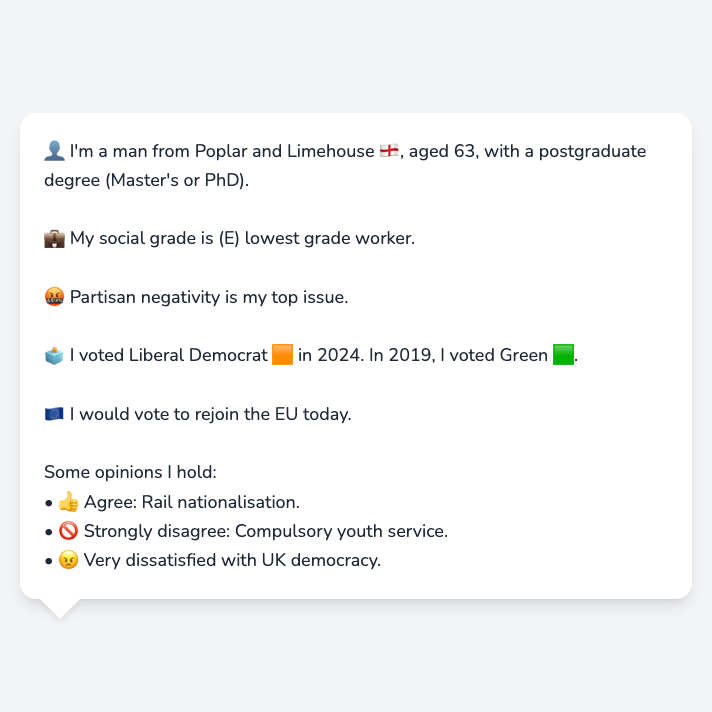 👤 I'm a man from Poplar and Limehouse 🏴󠁧󠁢󠁥󠁮󠁧󠁿, aged 63, with a postgraduate
degree (Master's or PhD).
💼 My social grade is (E) lowest grade worker.
🤬 Partisan negativity is my top issue.
🗳️ I voted Liberal Democrat 🟧 in 2024. In 2019, I voted Green 🟩.
🇪🇺 I would vote to rejoin the EU today.
Some opinions I hold:
• 👍 Agree: Rail nationalisation.
• 🚫 Strongly disagree: Compulsory youth service.
• 😠 Very dissatisfied with UK democracy.